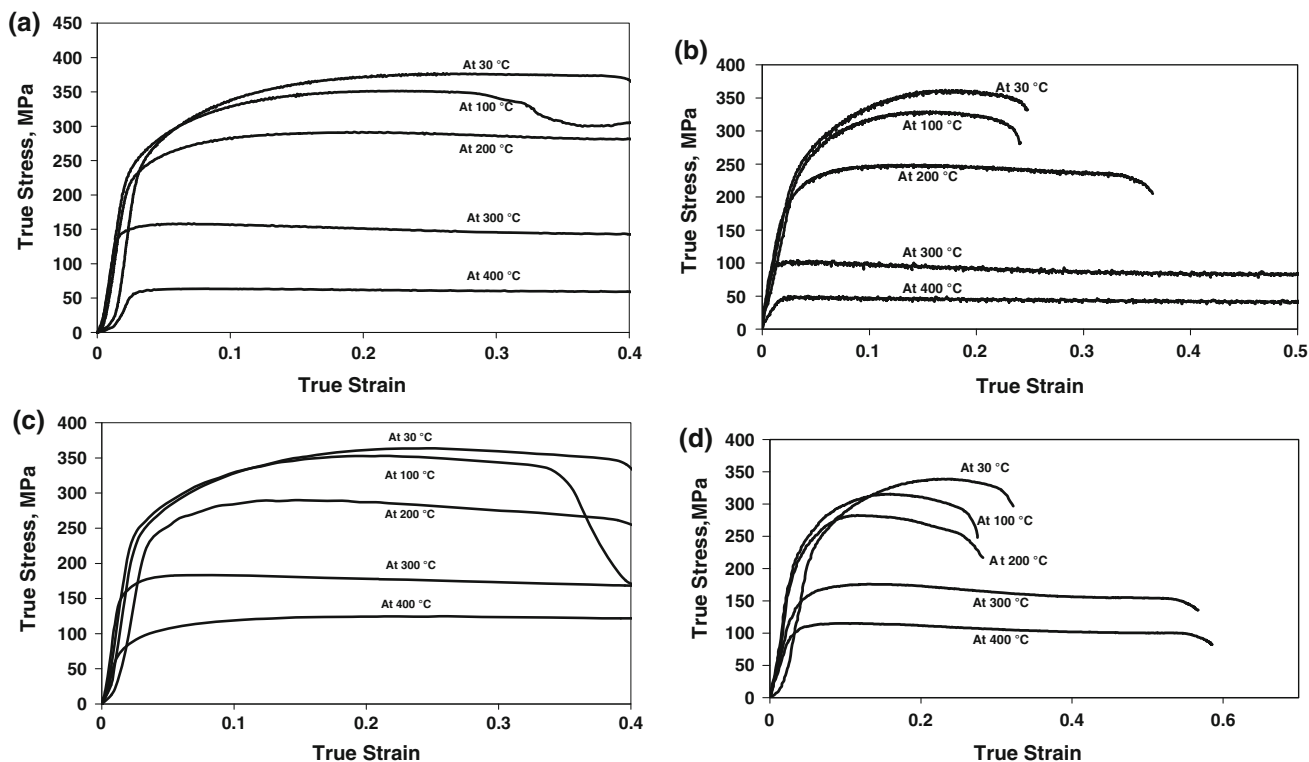 (a)
True Stress, MPa
450
400
350
300
250
200
150
100
50
0
0
0.1
0.2
0.3
0.4
True Strain
At 30 °C
At 100 °C
At 200 °C
At 300 °C
At 400 °C
(b)
True Stress, MPa
400
350
300
250
200
150
100
50
0
0
0.1
0.2
0.3
0.4
0.5
True Strain
At 30 °C
At 100 °C
At 200 °C
At 300 °C
At 400 °C
(c)
True Stress, MPa
400
350
300
250
200
150
100
50
0
0
0.1
0.2
0.3
0.4
True Strain
At 30 °C
At 100 °C
At 200 °C
At 300 °C
At 400 °C
(d)
True Stress,MPa
400
350
300
250
200
150
100
50
0
0
0.2
0.4
0.6
True Strain
At 30 °C
At 100 °C
A t 200 °C
At 300 °C
At 400 °C